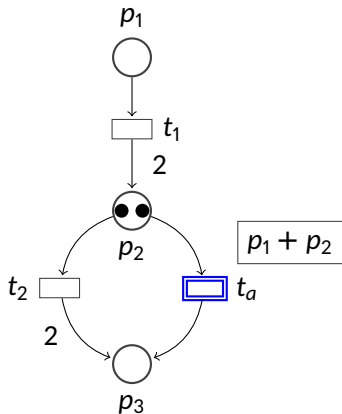 p₁
t₁
2
p₂
p₁ + p₂
t₂
tₐ
2
p₃